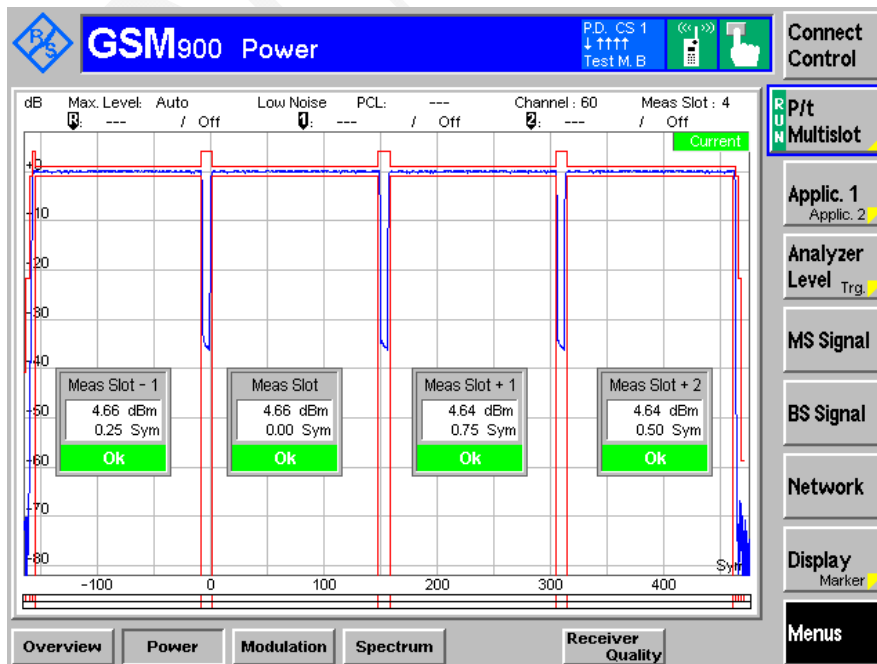 R/S
GSM900 Power
P.D. CS 1
↓ ↑↑↑↑
Test M. B
Connect
Control
dB Max. Level: Auto Low Noise PCL: --- Channel : 60 Meas Slot : 4
R: --- / Off 1: --- / Off 2: --- / Off
Current
RUN
P/t
Multislot
Applic. 1
Applic. 2
Analyzer
Level Trg.
MS Signal
BS Signal
Network
Display
Marker
Menus
+0
-10
-20
-30
-40
-50
-60
-70
-80
Meas Slot - 1
4.66 dBm
0.25 Sym
Ok
Meas Slot
4.66 dBm
0.00 Sym
Ok
Meas Slot + 1
4.64 dBm
0.75 Sym
Ok
Meas Slot + 2
4.64 dBm
0.50 Sym
Ok
Sym
-100 0 100 200 300 400
Overview Power Modulation Spectrum Receiver
Quality